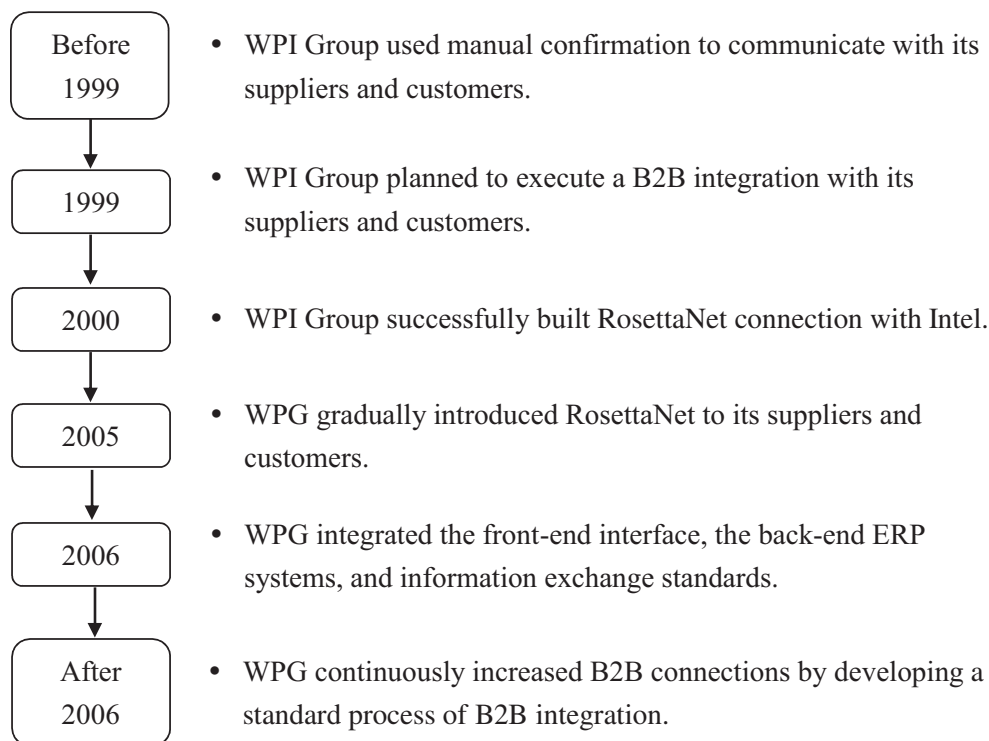 Before
1999
• WPI Group used manual confirmation to communicate with its
suppliers and customers.
1999
• WPI Group planned to execute a B2B integration with its
suppliers and customers.
2000
• WPI Group successfully built RosettaNet connection with Intel.
2005
• WPG gradually introduced RosettaNet to its suppliers and
customers.
2006
• WPG integrated the front-end interface, the back-end ERP
systems, and information exchange standards.
After
2006
• WPG continuously increased B2B connections by developing a
standard process of B2B integration.